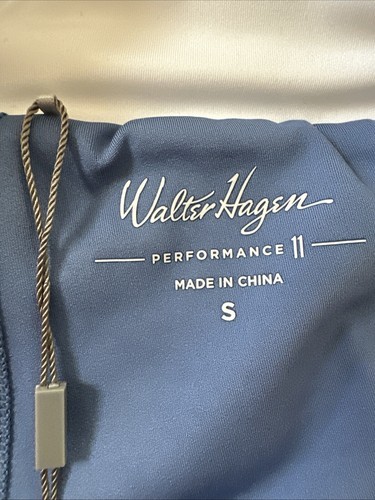 Walter Hagen
PERFORMANCE 11
MADE IN CHINA
S